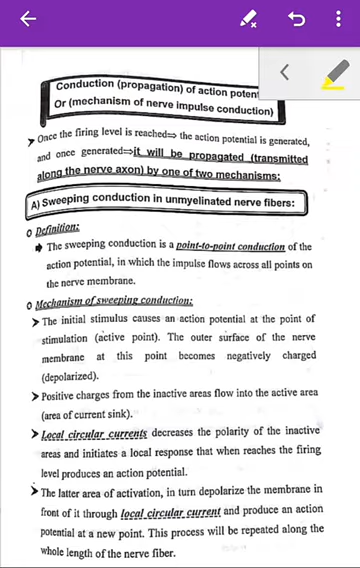 Conduction (propagation) of action poten
Or (mechanism of nerve impulse conduction)
➤ Once the firing level is reached⇒ the action potential is generated,
and once generated⇒it will be propagated (transmitted
along the nerve axon) by one of two mechanisms:
A) Sweeping conduction in unmyelinated nerve fibers:
o Definition:
➡ The sweeping conduction is a point-to-point conduction of the
action potential, in which the impulse flows across all points on
the nerve membrane.
o Mechanism of sweeping conduction:
➤ The initial stimulus causes an action potential at the point of
stimulation (active point). The outer surface of the nerve
membrane at this point becomes negatively charged
(depolarized).
➤ Positive charges from the inactive areas flow into the active area
(area of current sink).
➤ Local circular currents decreases the polarity of the inactive
areas and initiates a local response that when reaches the firing
level produces an action potential.
➤ The latter area of activation, in turn depolarize the membrane in
front of it through local circular current and produce an action
potential at a new point. This process will be repeated along the
whole length of the nerve fiber.